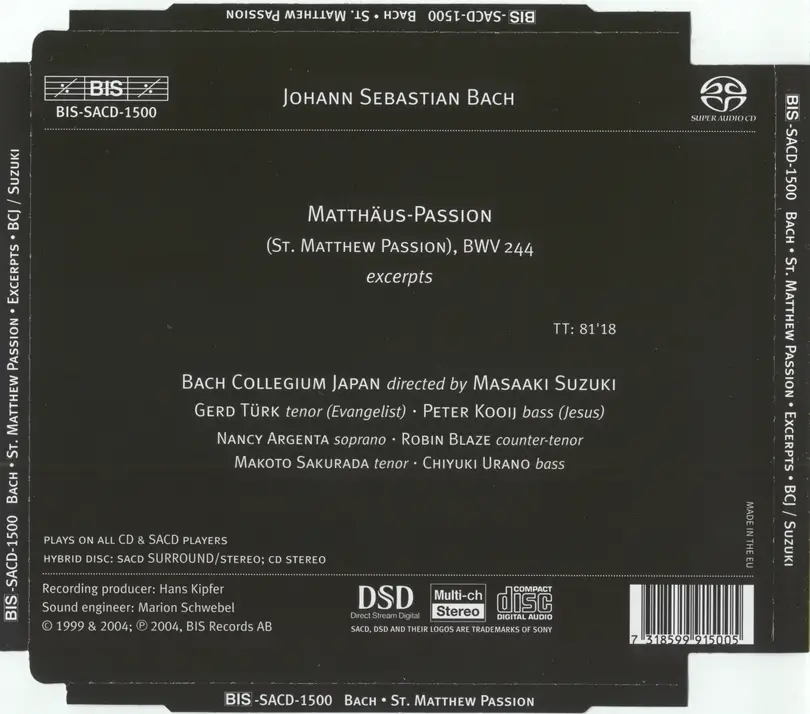 BIS-SACD-1500 Bach • St. Matthew Passion
BIS
BIS-SACD-1500
Johann Sebastian Bach
SUPER AUDIO CD
Matthäus-Passion
(St. Matthew Passion), BWV 244
excerpts
TT: 81'18
Bach Collegium Japan directed by Masaaki Suzuki
Gerd Türk tenor (Evangelist) · Peter Kooij bass (Jesus)
Nancy Argenta soprano · Robin Blaze counter-tenor
Makoto Sakurada tenor · Chiyuki Urano bass
PLAYS ON ALL CD & SACD PLAYERS
HYBRID DISC: SACD SURROUND/STEREO; CD STEREO
Recording producer: Hans Kipfer
Sound engineer: Marion Schwebel
© 1999 & 2004; ℗ 2004, BIS Records AB
DSD
Direct Stream Digital
Multi-ch
Stereo
COMPACT
disc
DIGITAL AUDIO
SACD, DSD AND THEIR LOGOS ARE TRADEMARKS OF SONY
MADE IN THE EU
7 318599 915005
BIS-SACD-1500 Bach • St. Matthew Passion • Excerpts • BCJ / Suzuki
BIS-SACD-1500 Bach • St. Matthew Passion • Excerpts • BCJ / Suzuki
BIS-SACD-1500 Bach • St. Matthew Passion